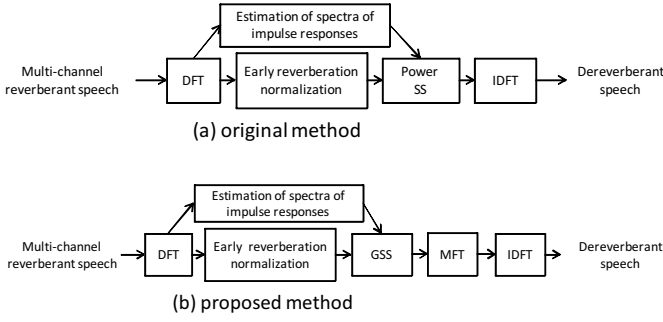 Estimation of spectra of
impulse responses
Multi-channel
reverberant speech
DFT
Early reverberation
normalization
Power
SS
IDFT
Dereverberant
speech
(a) original method
Estimation of spectra of
impulse responses
Multi-channel
reverberant speech
DFT
Early reverberation
normalization
GSS
MFT
IDFT
Dereverberant
speech
(b) proposed method